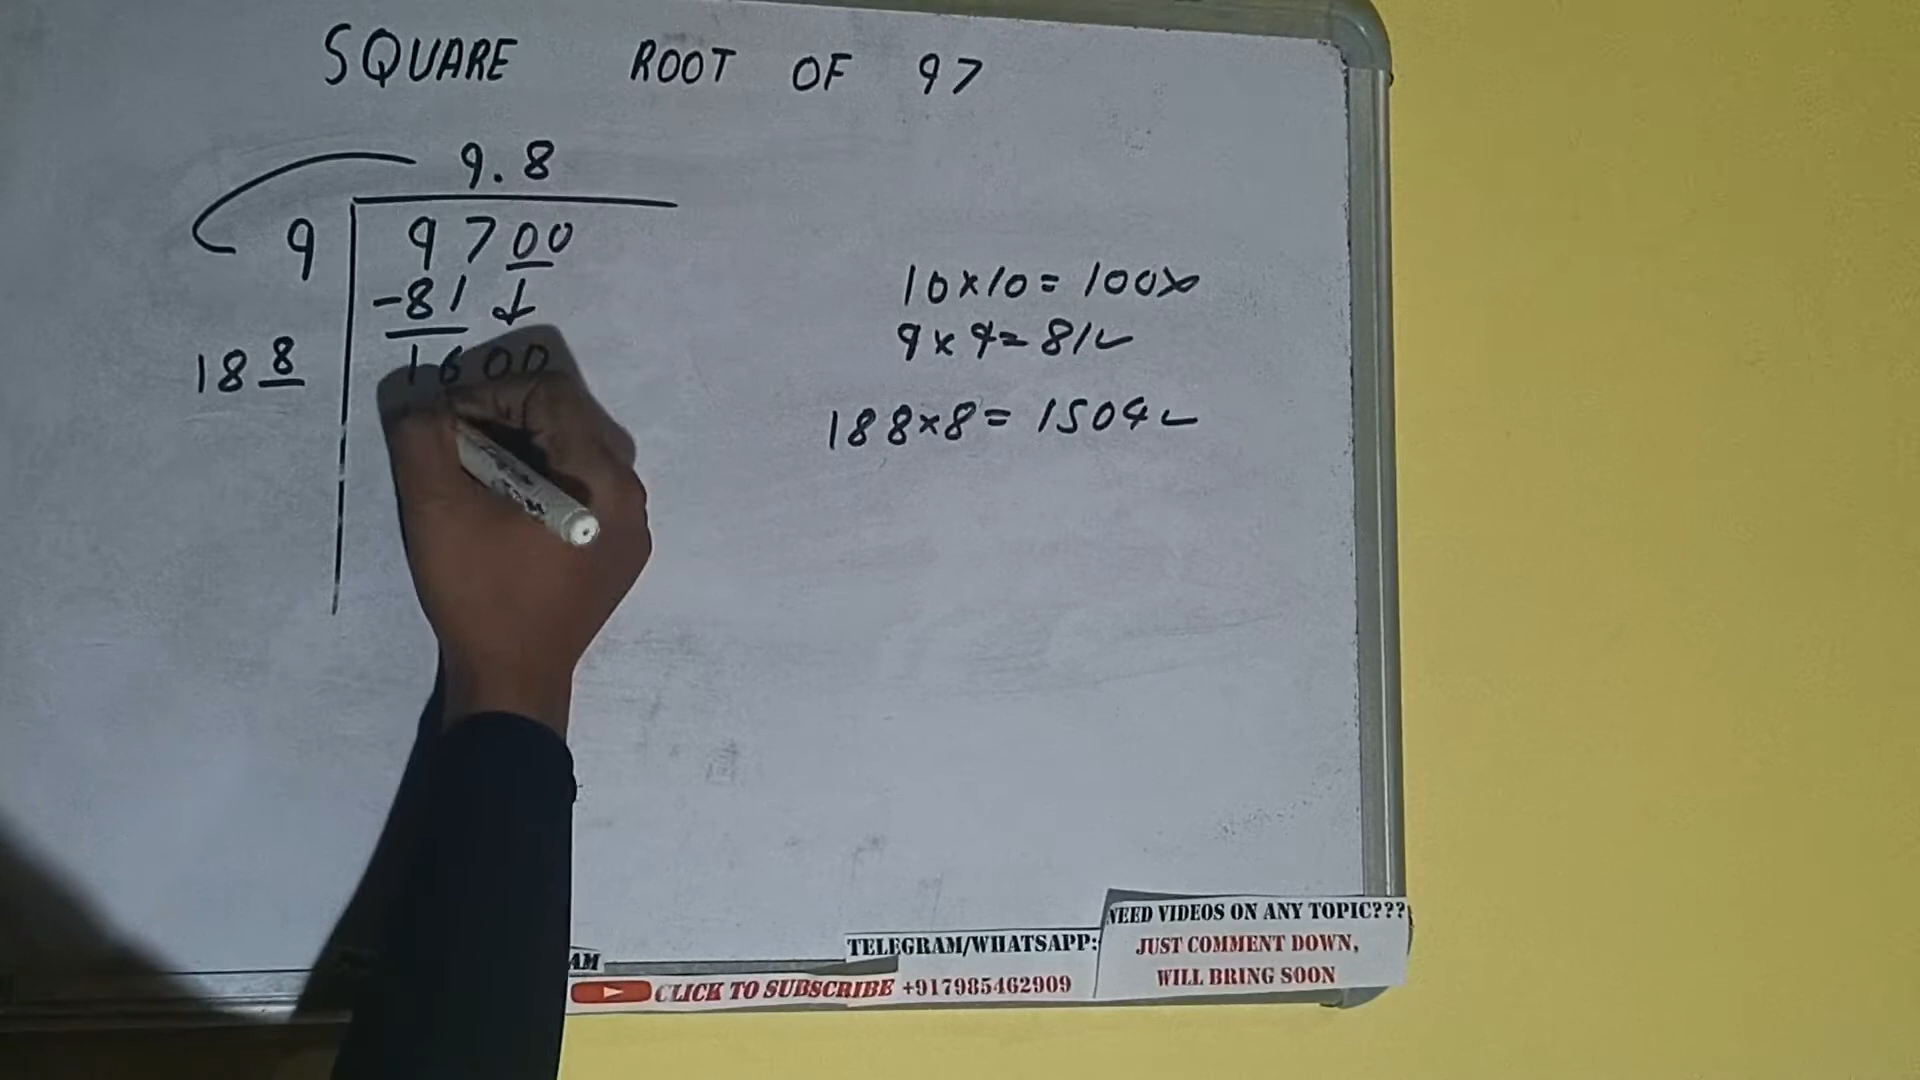 SQUARE ROOT OF 97
9.8
9 9700
-81
188 1600
10×10=100×
9×9=81✓
188×8=1504✓
NEED VIDEOS ON ANY TOPIC???
JUST COMMENT DOWN,
WILL BRING SOON
TELEGRAM/WHATSAPP:
+917985462909
AM
CLICK TO SUBSCRIBE